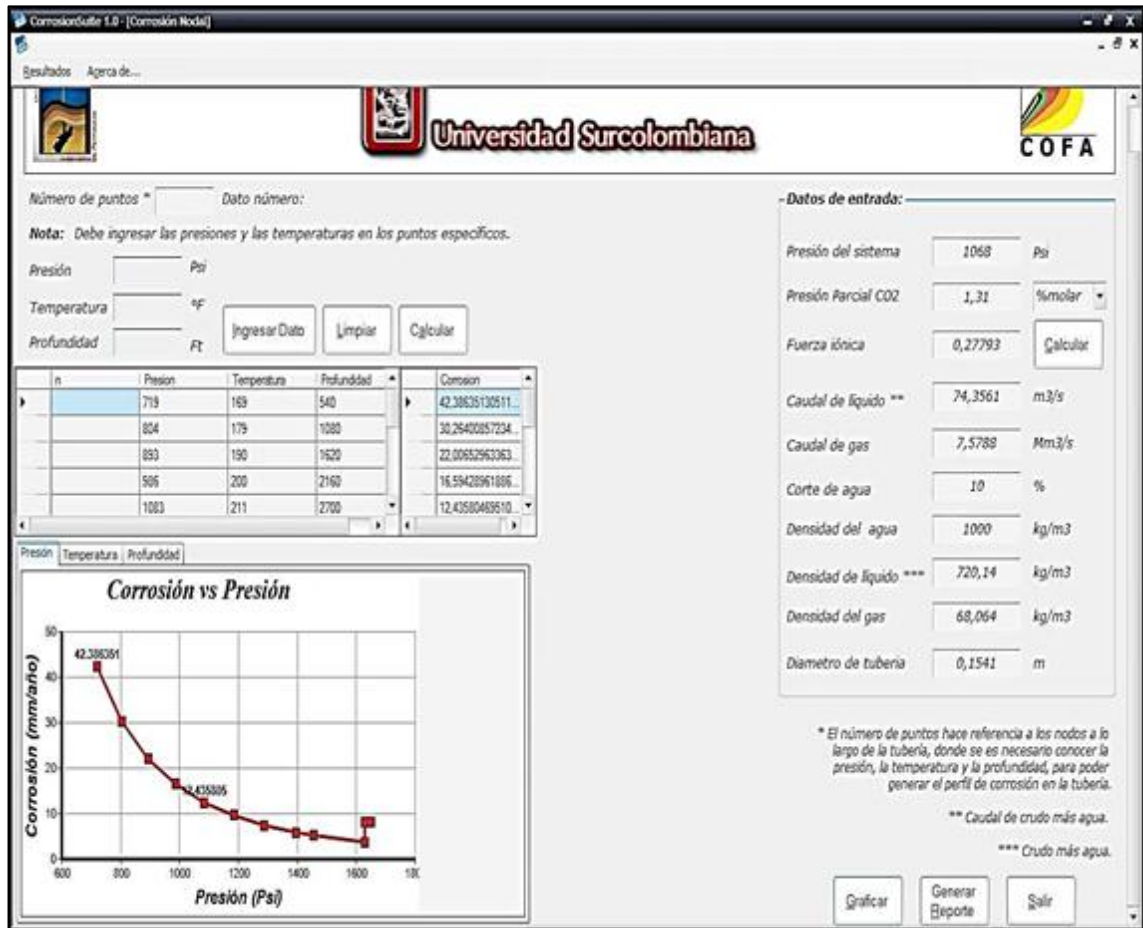 CorrosionSuite 1.0 - [Corrosión Nodal]
Resultados Acerca de...
Universidad Surcolombiana
COFA
Número de puntos * Dato número:
Nota: Debe ingresar las presiones y las temperaturas en los puntos específicos.
Presión Psi
Temperatura ºF
Profundidad Ft
Ingresar Dato Limpiar Calcular
n Presion Temperatura Profundidad Corrosion
719 169 540 42,38635130511...
804 179 1080 30,26400857234...
893 190 1620 22,00652963363...
986 200 2160 16,59428961886...
1083 211 2700 12,43580469510...
Presión Temperatura Profundidad
Corrosión vs Presión
Corrosión (mm/año)
50
40
30
20
10
0
42.386351
12.435805
600 800 1000 1200 1400 1600 180
Presión (Psi)
Datos de entrada:
Presión del sistema 1068 Psi
Presión Parcial CO2 1,31 %molar
Fuerza iónica 0,27793 Calcular
Caudal de líquido ** 74,3561 m3/s
Caudal de gas 7,5788 Mm3/s
Corte de agua 10 %
Densidad del agua 1000 kg/m3
Densidad de líquido *** 720,14 kg/m3
Densidad del gas 68,064 kg/m3
Diametro de tuberia 0,1541 m
* El número de puntos hace referencia a los nodos a lo
largo de la tubería, donde se es necesario conocer la
presión, la temperatura y la profundidad, para poder
generar el perfil de corrosión en la tubería.
** Caudal de crudo más agua.
*** Crudo más agua.
Graficar Generar Reporte Salir